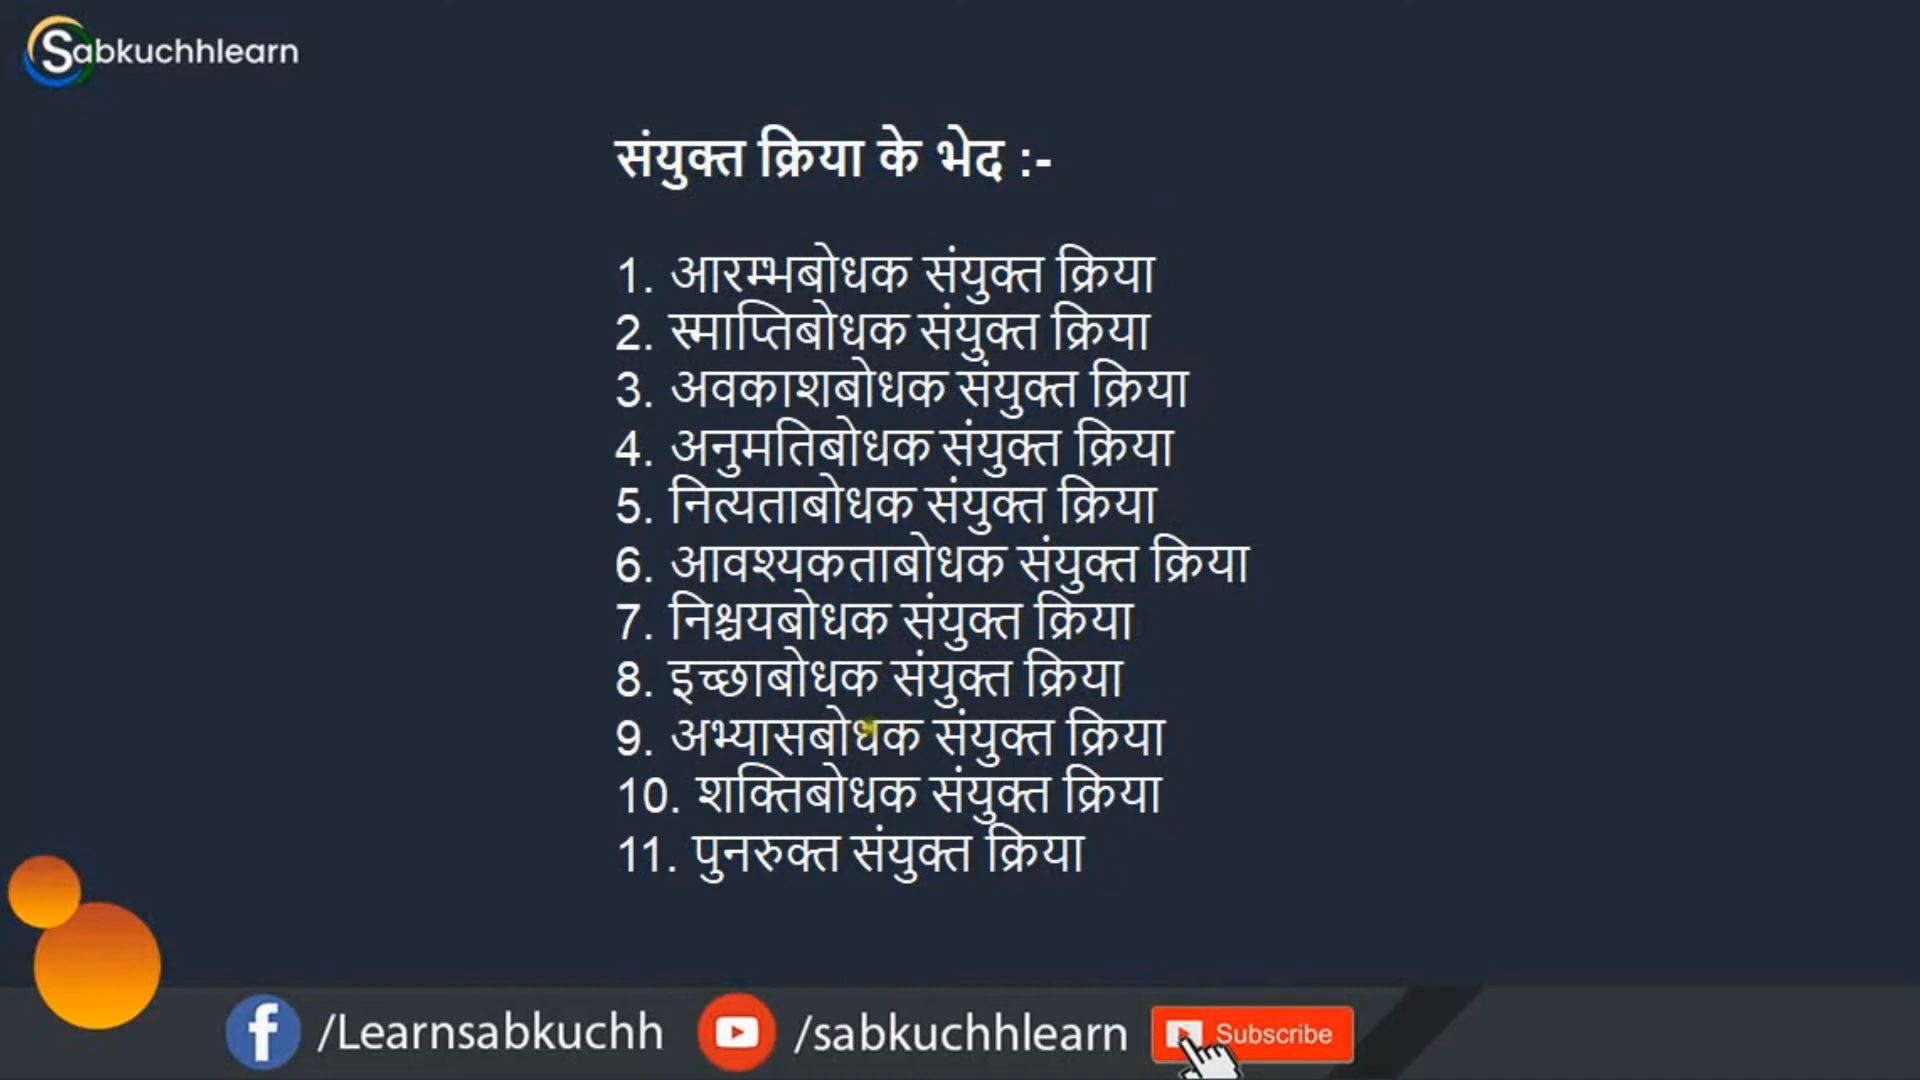 Sabkuchhlearn
संयुक्त क्रिया के भेद :-
1. आरम्भबोधक संयुक्त क्रिया
2. स्माप्तिबोधक संयुक्त क्रिया
3. अवकाशबोधक संयुक्त क्रिया
4. अनुमतिबोधक संयुक्त क्रिया
5. नित्यताबोधक संयुक्त क्रिया
6. आवश्यकताबोधक संयुक्त क्रिया
7. निश्चयबोधक संयुक्त क्रिया
8. इच्छाबोधक संयुक्त क्रिया
9. अभ्यासबोधक संयुक्त क्रिया
10. शक्तिबोधक संयुक्त क्रिया
11. पुनरुक्त संयुक्त क्रिया
f /Learnsabkuchh /sabkuchhlearn Subscribe